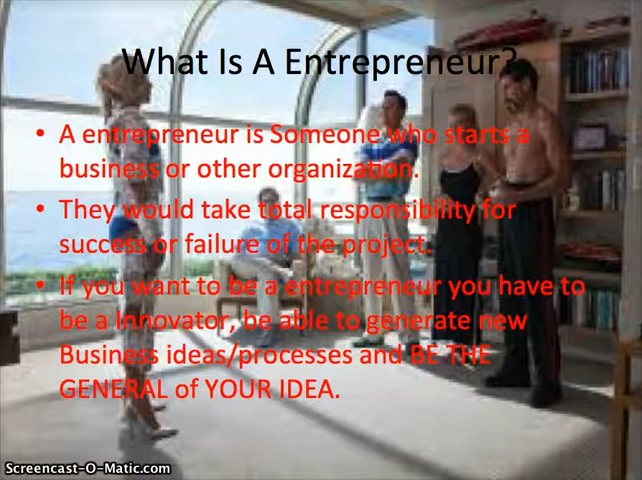 What Is A Entrepreneur?
• A entrepreneur is Someone who starts a
business or other organization.
• They would take total responsibility for
success or failure of the project.
• If you want to be a entrepreneur you have to
be a Innovator, be able to generate new
Business ideas/processes and BE THE
GENERAL of YOUR IDEA.
Screencast-O-Matic.com